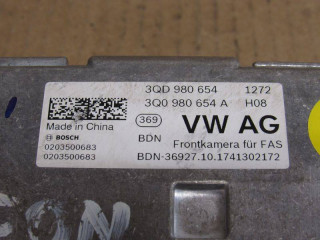 3QD 980 654 1272
3Q0 980 654 A H08
369 VW AG
Made in China
BOSCH BDN
0203500683 Frontkamera für FAS
0203500683 BDN-36927.10.1741302172